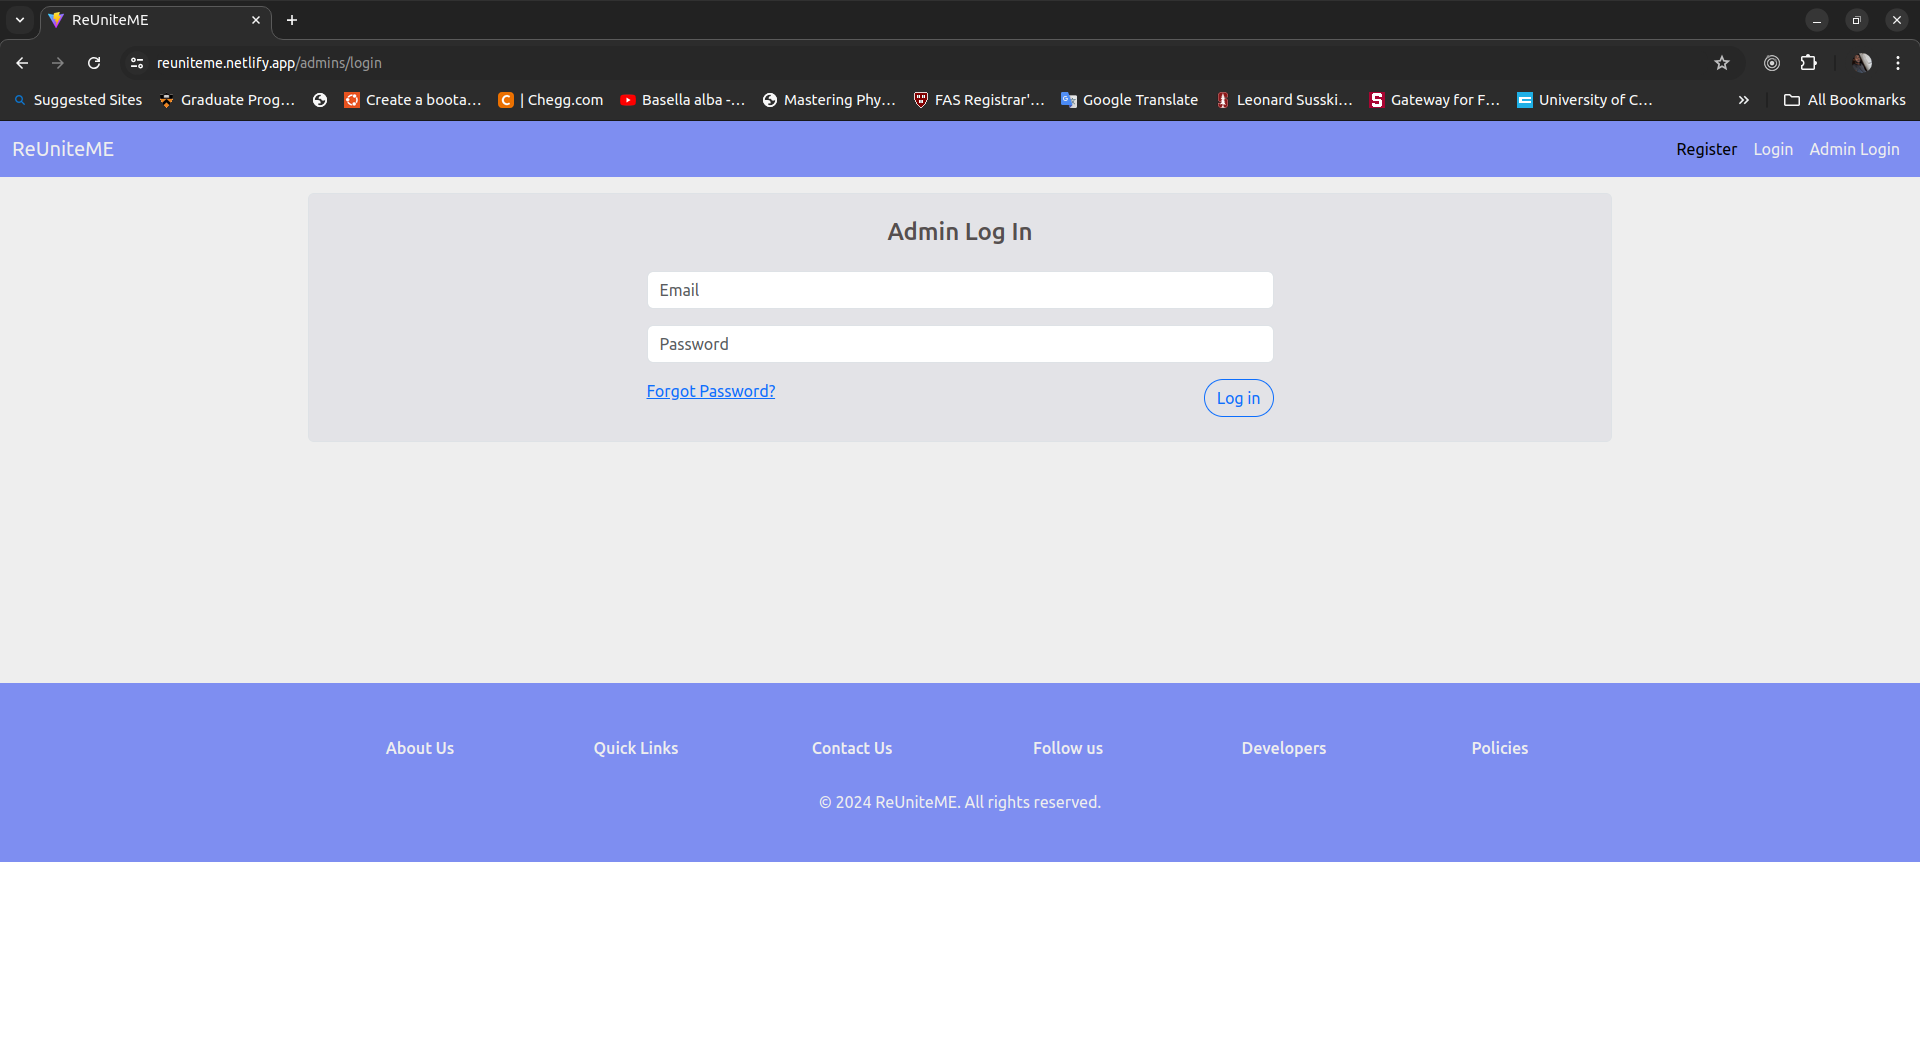 ReUniteME
reuniteme.netlify.app/admins/login
Suggested Sites Graduate Prog... Create a boota... | Chegg.com Basella alba -... Mastering Phy... FAS Registrar'... Google Translate Leonard Susski... Gateway for F... University of C... » All Bookmarks
ReUniteME Register Login Admin Login
Admin Log In
Email
Password
Forgot Password? Log in
About Us Quick Links Contact Us Follow us Developers Policies
© 2024 ReUniteME. All rights reserved.